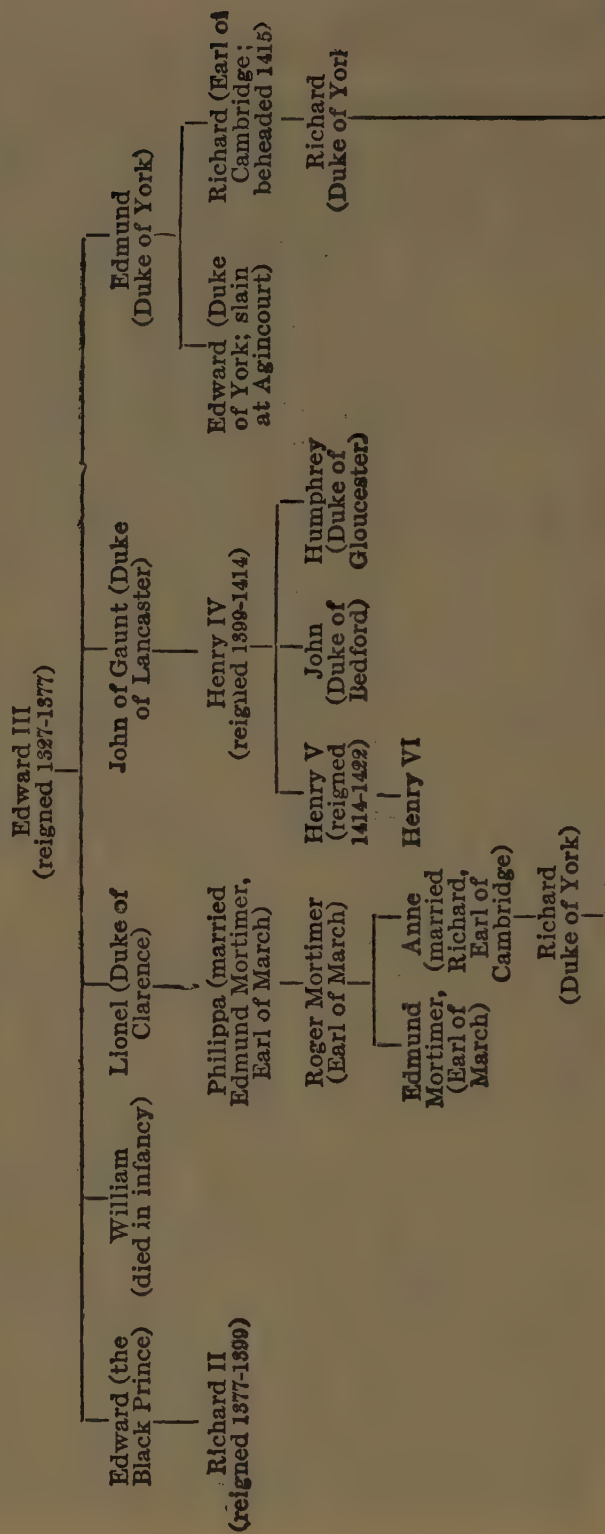 Edward III
(reigned 1327-1377)
Edward (the
Black Prince)
William
(died in infancy)
Lionel (Duke of
Clarence)
John of Gaunt (Duke
of Lancaster)
Edmund
(Duke of York)
Richard II
(reigned 1377-1399)
Philippa (married
Edmund Mortimer,
Earl of March)
Henry IV
(reigned 1399-1414)
Edward (Duke
of York; slain
at Agincourt)
Richard (Earl of
Cambridge;
beheaded 1415)
Roger Mortimer
(Earl of March)
Henry V
(reigned
1414-1422)
John
(Duke of
Bedford)
Humphrey
(Duke of
Gloucester)
Richard
(Duke of York
Edmund
Mortimer,
(Earl of
March)
Anne
(married
Richard,
Earl of
Cambridge)
Henry VI
Richard
(Duke of York)